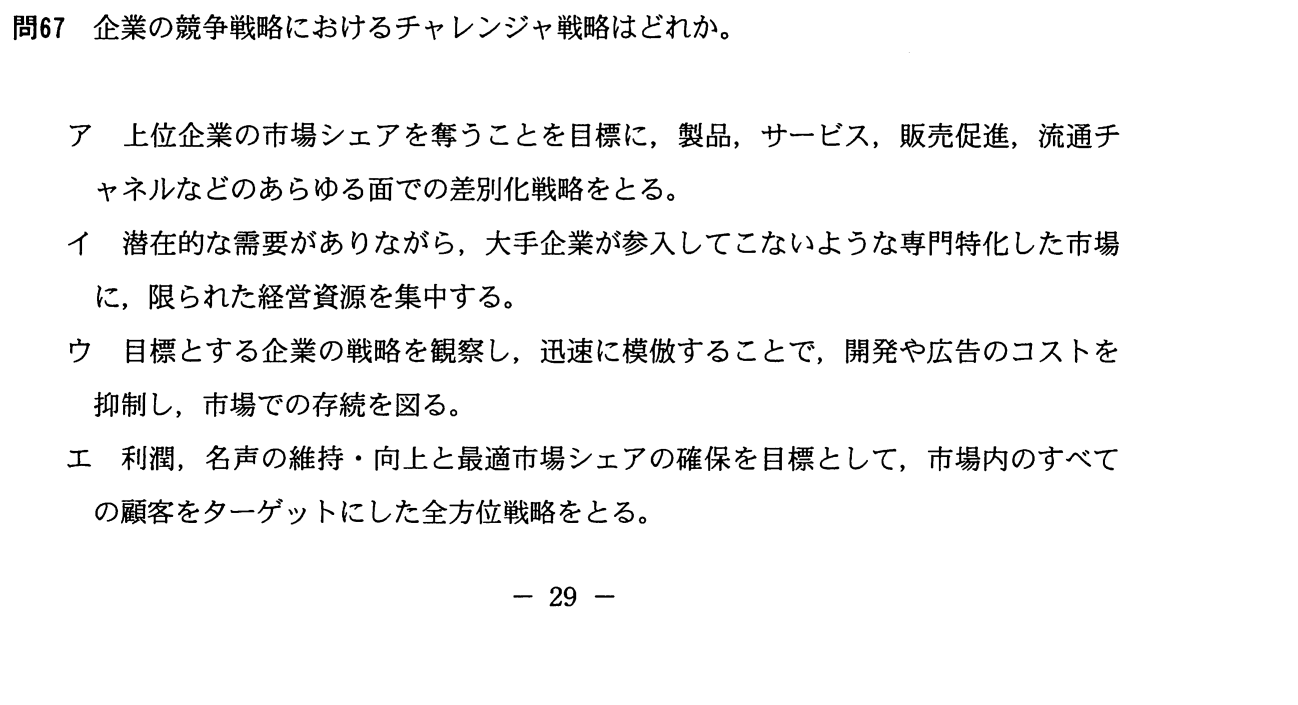 問67　企業の競争戦略におけるチャレンジャ戦略はどれか。
ア　上位企業の市場シェアを奪うことを目標に，製品，サービス，販売促進，流通チ
ャネルなどのあらゆる面での差別化戦略をとる。
イ　潜在的な需要がありながら，大手企業が参入してこないような専門特化した市場
に，限られた経営資源を集中する。
ウ　目標とする企業の戦略を観察し，迅速に模倣することで，開発や広告のコストを
抑制し，市場での存続を図る。
エ　利潤，名声の維持・向上と最適市場シェアの確保を目標として，市場内のすべて
の顧客をターゲットにした全方位戦略をとる。
－ 29 －